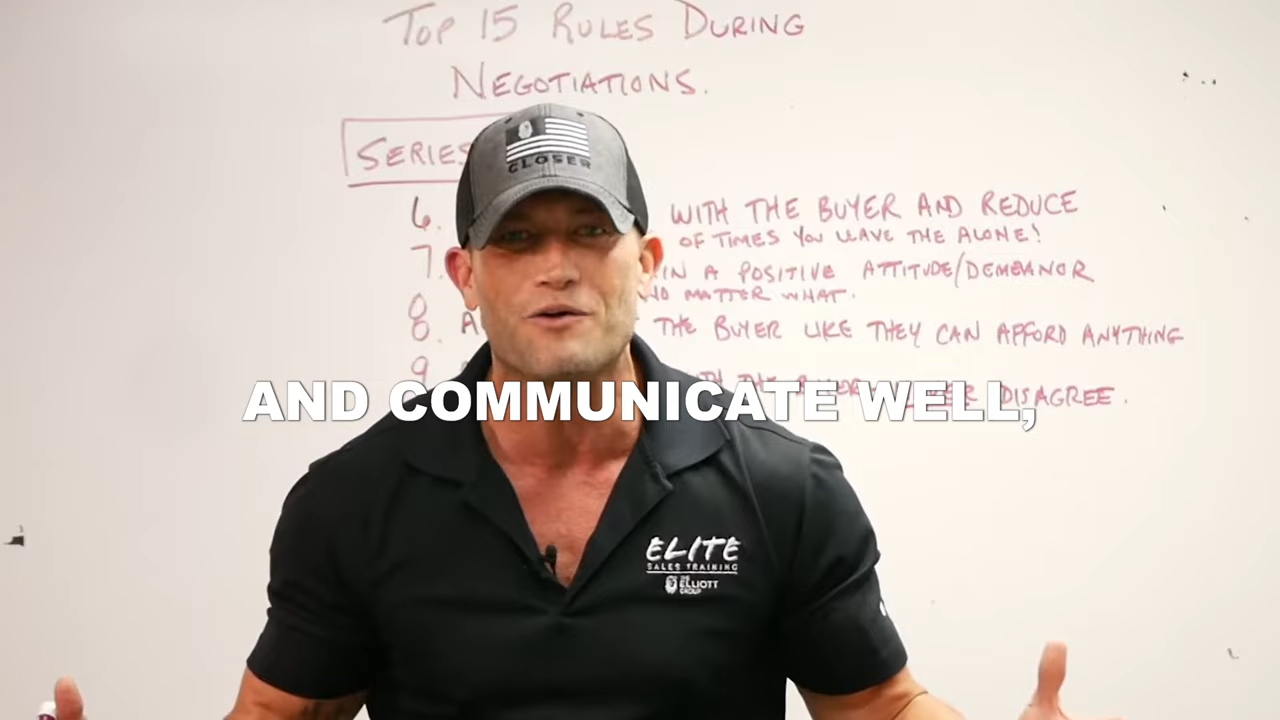 TOP 15 RULES DURING
NEGOTIATIONS.
SERIES
CLOSER
6. WITH THE BUYER AND REDUCE
OF TIMES YOU LEAVE THE ALONE!
7. IN A POSITIVE ATTITUDE/DEMEANOR
NO MATTER WHAT.
8. A THE BUYER LIKE THEY CAN AFFORD ANYTHING
9 DISAGREE.
AND COMMUNICATE WELL,
ELITE
SALES TRAINING
THE
ELLIOTT
GROUP